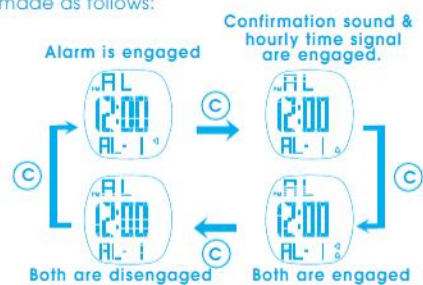 made as follows:
Confirmation sound &
hourly time signal
are engaged.
Alarm is engaged
PM AL
12:00
AL- 1
C
PM AL
12:00
AL- 1
C
C
PM AL
12:00
AL- 1
C
PM AL
12:00
AL- 1
Both are disengaged
Both are engaged